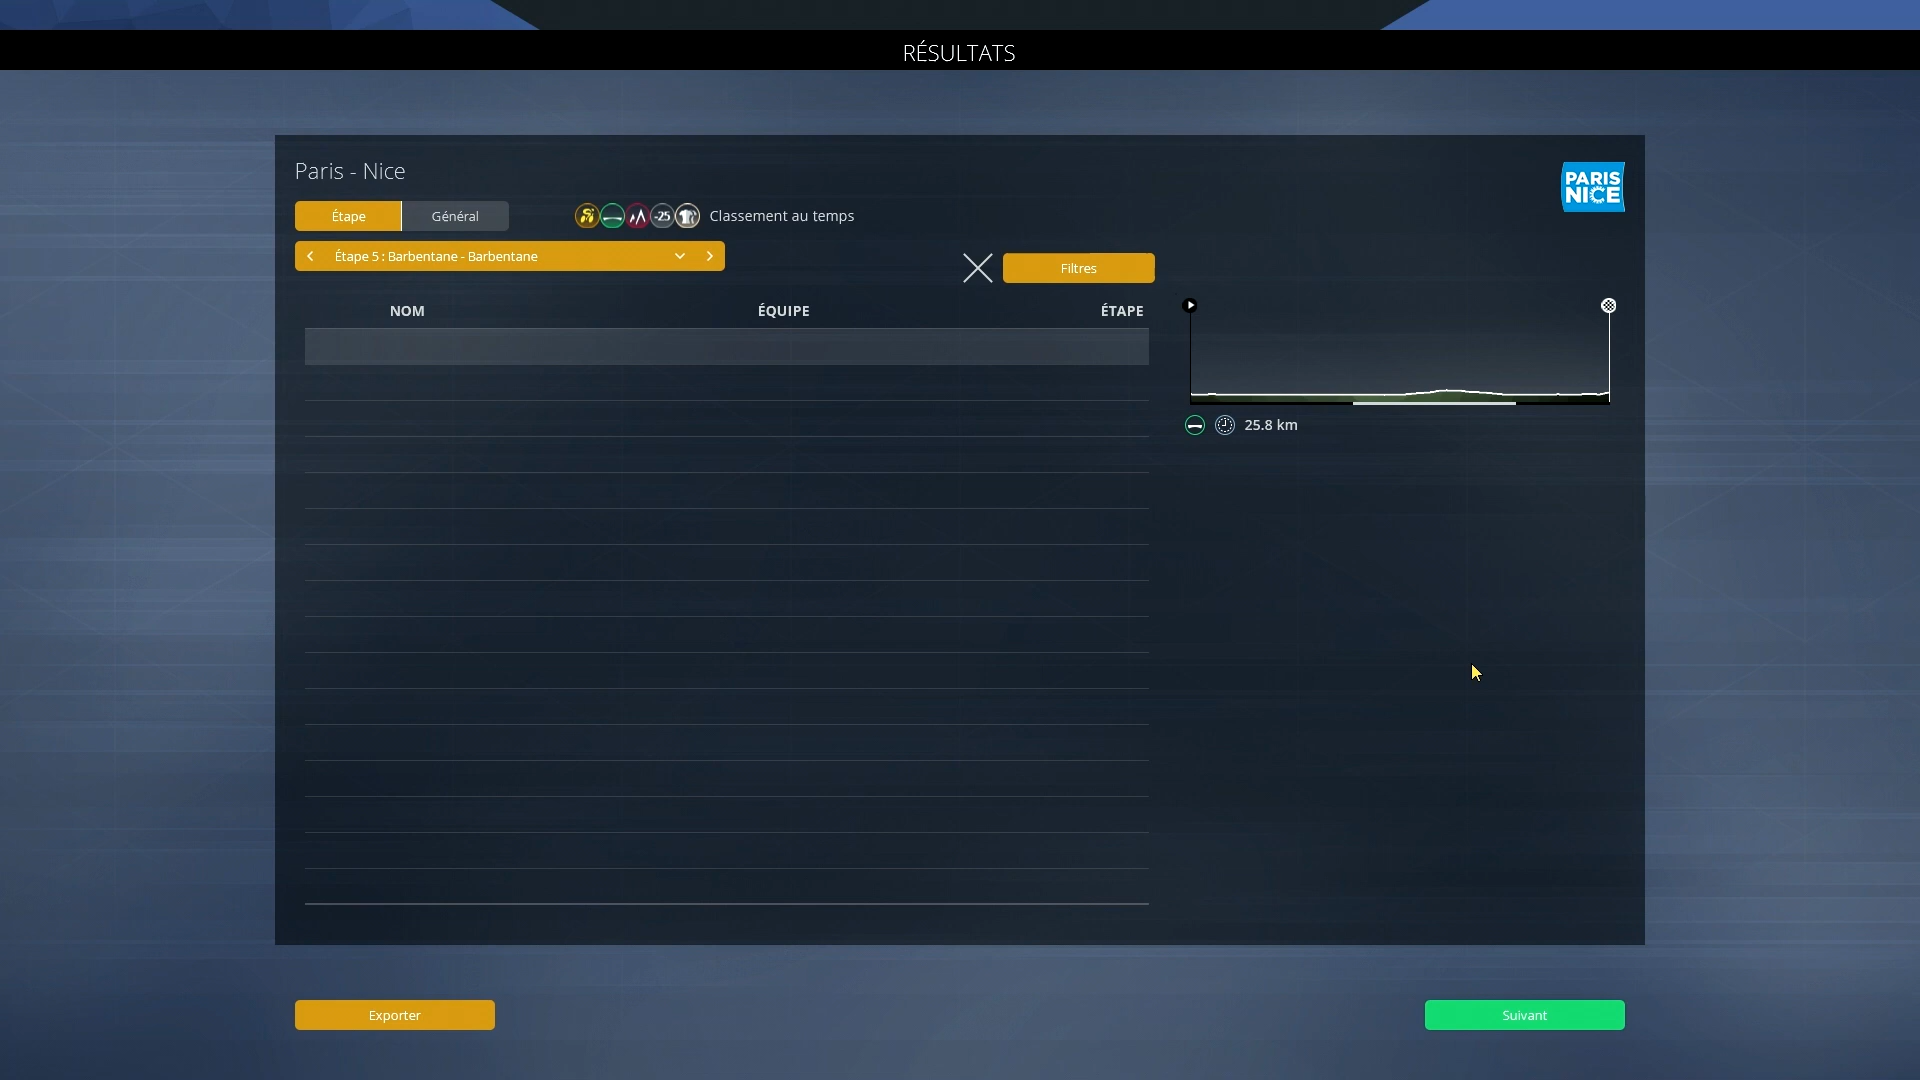 RÉSULTATS
Paris - Nice
PARIS
NICE
Étape
Général
-25
Classement au temps
Étape 5 : Barbentane - Barbentane
Filtres
NOM
ÉQUIPE
ÉTAPE
25.8 km
Exporter
Suivant